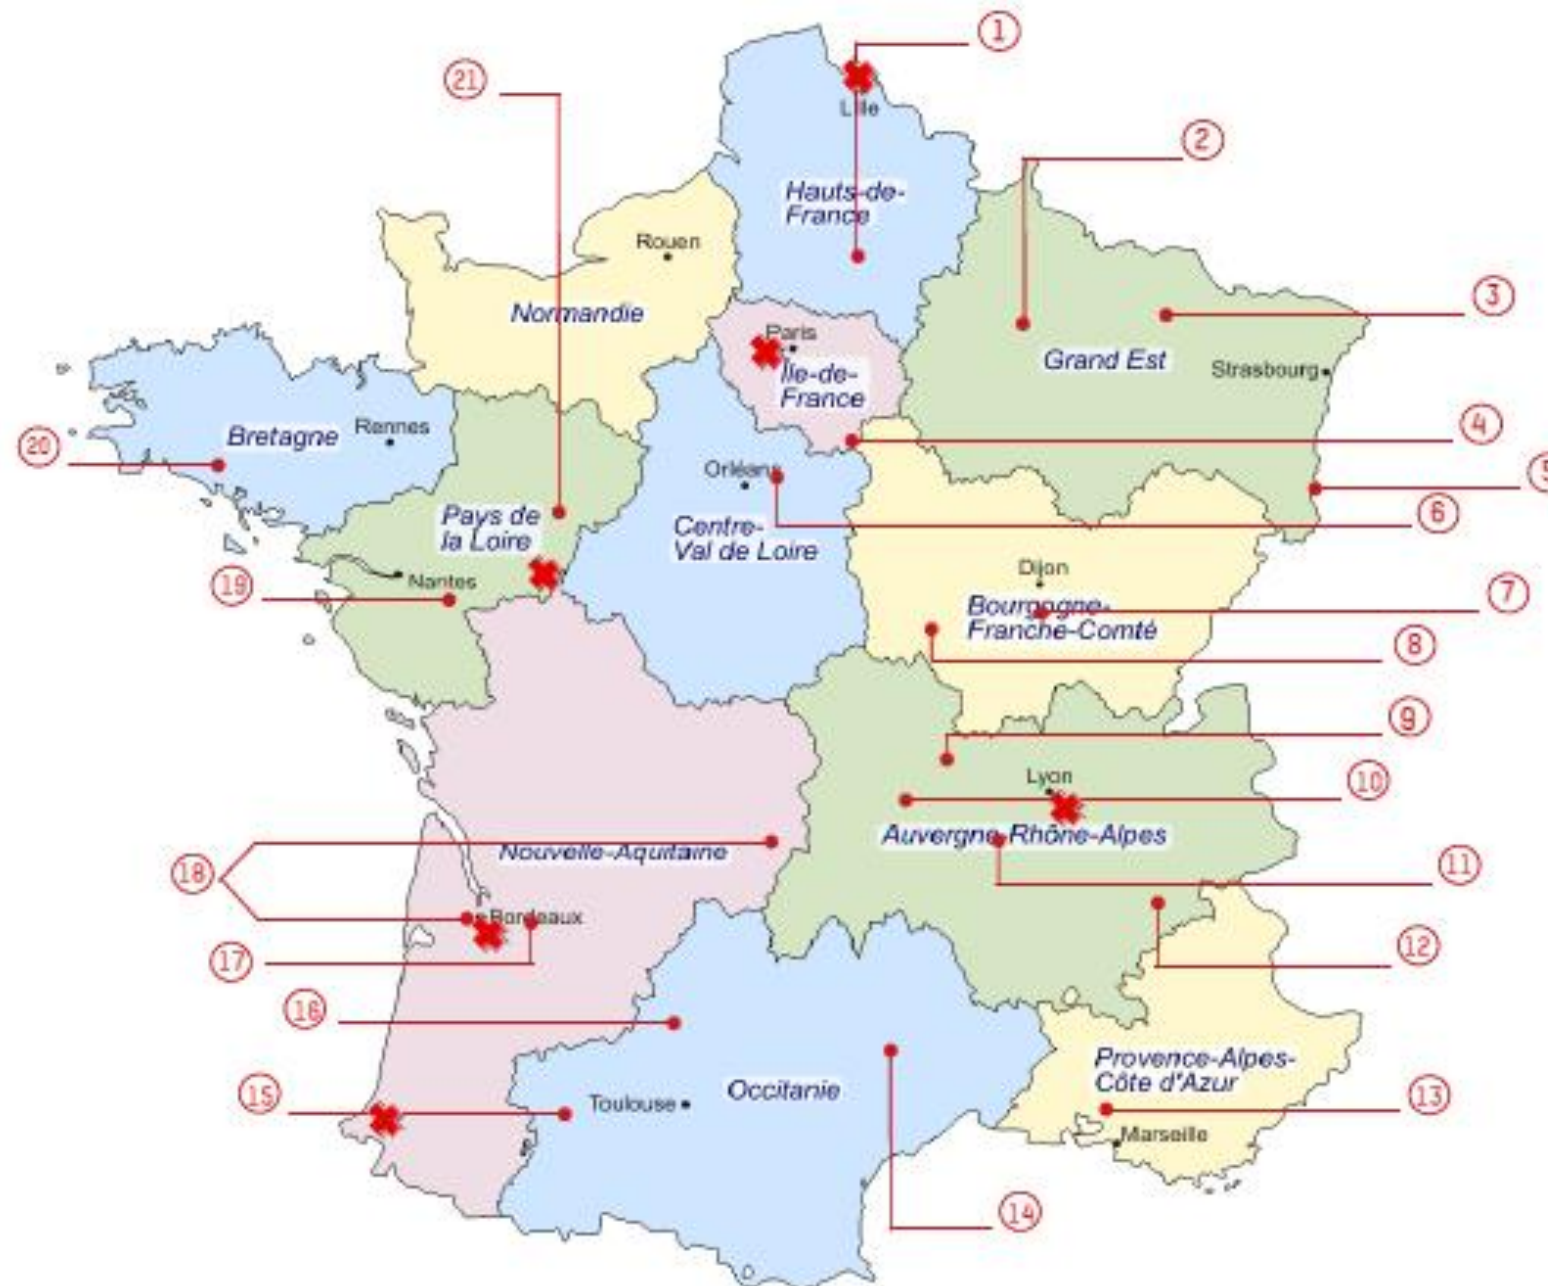 ①
㉑
Lille
②
Hauts-de-
France
Rouen
③
Normandie
Paris
Grand Est
Strasbourg
Île-de-
France
④
Rennes
Bretagne
⑳
Orléans
⑤
⑥
Pays de
la Loire
Centre-
Val de Loire
Dijon
⑲
Nantes
⑦
Bourgogne-
Franche-Comté
⑧
⑨
Lyon
⑩
Auvergne-Rhône-Alpes
Nouvelle-Aquitaine
⑱
⑪
Bordeaux
⑫
⑰
⑯
Provence-Alpes-
Côte d'Azur
Occitanie
⑮
Toulouse
⑬
Marseille
⑭